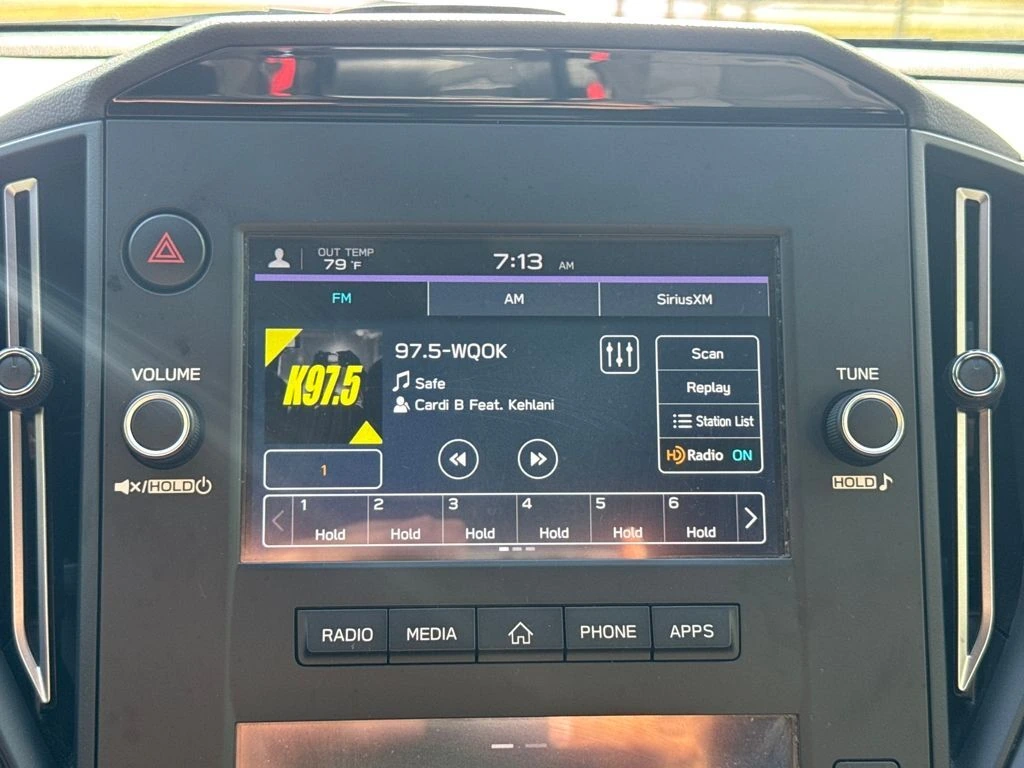 OUT TEMP
79 °F
7:13 AM
FM
AM
SiriusXM
K97.5
97.5-WQOK
Safe
Cardi B Feat. Kehlani
Scan
Replay
Station List
HD Radio ON
1
1 Hold
2 Hold
3 Hold
4 Hold
5 Hold
6 Hold
VOLUME
HOLD
TUNE
HOLD
RADIO
MEDIA
PHONE
APPS